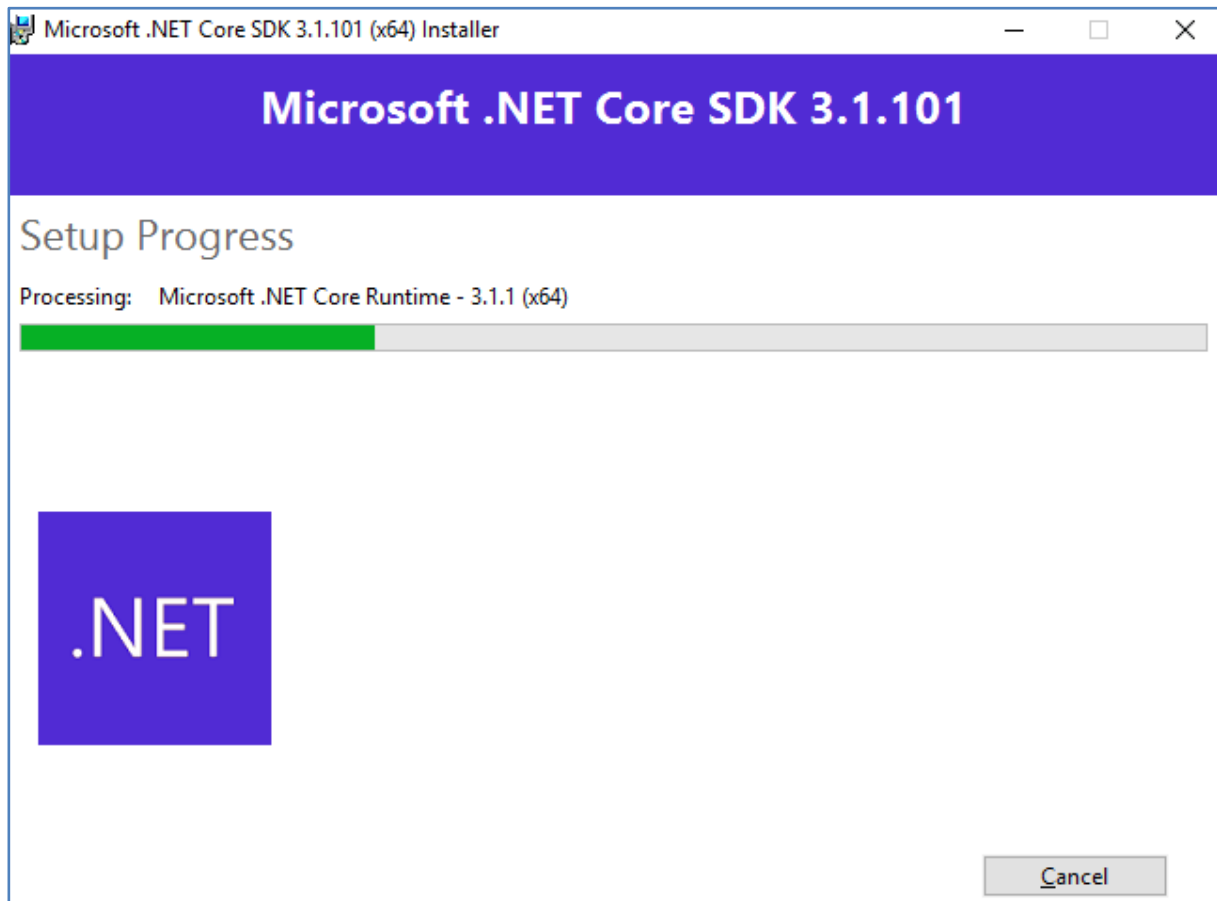 Microsoft .NET Core SDK 3.1.101 (x64) Installer
Microsoft .NET Core SDK 3.1.101
Setup Progress
Processing: Microsoft .NET Core Runtime - 3.1.1 (x64)
.NET
Cancel